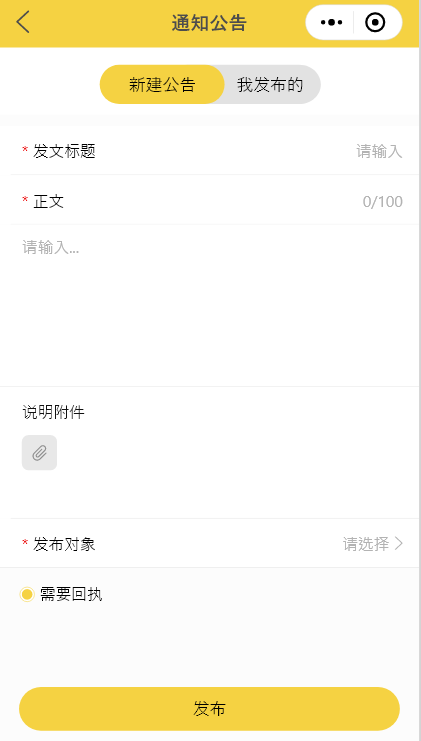 通知公告
新建公告 我发布的
* 发文标题 请输入
* 正文 0/100
请输入...
说明附件
* 发布对象 请选择
需要回执
发布